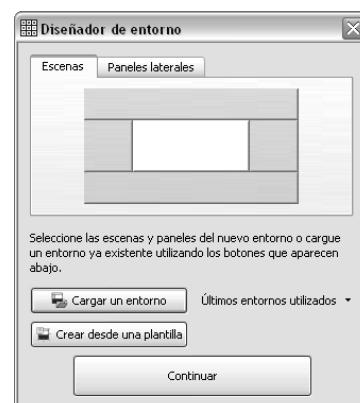 Diseñador de entorno
Escenas
Paneles laterales
Seleccione las escenas y paneles del nuevo entorno o cargue
un entorno ya existente utilizando los botones que aparecen
abajo.
Cargar un entorno
Últimos entornos utilizados
Crear desde una plantilla
Continuar